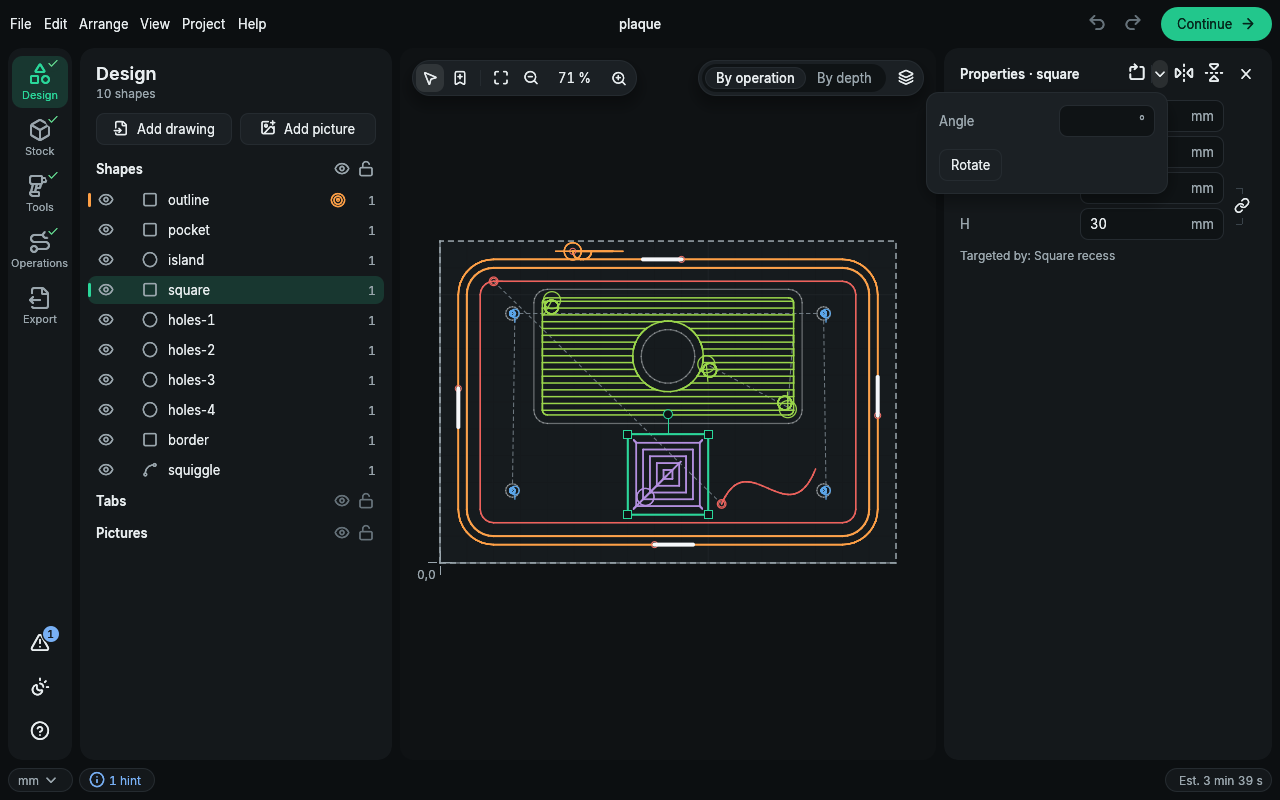 File Edit Arrange View Project Help
plaque
Continue
Design
Stock
Tools
Operations
Export
1
Design
10 shapes
Add drawing
Add picture
Shapes
outline 1
pocket 1
island 1
square 1
holes-1 1
holes-2 1
holes-3 1
holes-4 1
border 1
squiggle 1
Tabs
Pictures
71 %
By operation By depth
0,0
Properties · square
Angle °
Rotate
mm
mm
mm
H 30 mm
Targeted by: Square recess
mm
1 hint
Est. 3 min 39 s